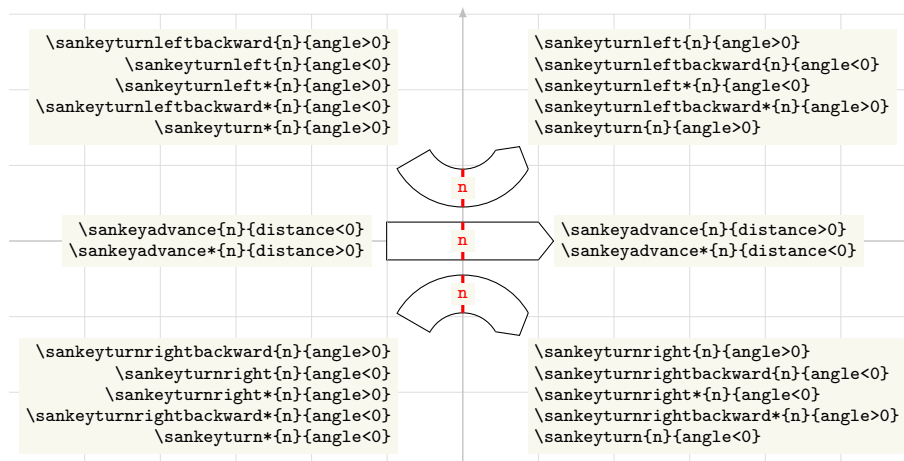 \sankeyturnleftbackward{n}{angle>0}
\sankeyturnleft{n}{angle<0}
\sankeyturnleft*{n}{angle>0}
\sankeyturnleftbackward*{n}{angle<0}
\sankeyturn*{n}{angle>0}
\sankeyturnleft{n}{angle>0}
\sankeyturnleftbackward{n}{angle<0}
\sankeyturnleft*{n}{angle<0}
\sankeyturnleftbackward*{n}{angle>0}
\sankeyturn{n}{angle>0}
n
\sankeyadvance{n}{distance<0}
\sankeyadvance*{n}{distance>0}
n
\sankeyadvance{n}{distance>0}
\sankeyadvance*{n}{distance<0}
n
\sankeyturnrightbackward{n}{angle>0}
\sankeyturnright{n}{angle<0}
\sankeyturnright*{n}{angle>0}
\sankeyturnrightbackward*{n}{angle<0}
\sankeyturn*{n}{angle<0}
\sankeyturnright{n}{angle>0}
\sankeyturnrightbackward{n}{angle<0}
\sankeyturnright*{n}{angle<0}
\sankeyturnrightbackward*{n}{angle>0}
\sankeyturn{n}{angle<0}